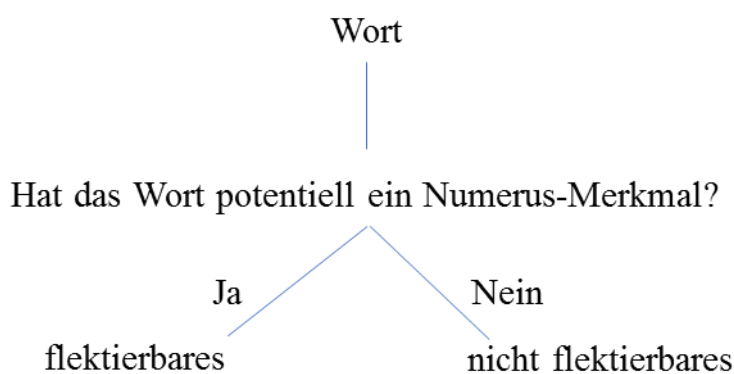 Wort
Hat das Wort potentiell ein Numerus-Merkmal?
Ja Nein
flektierbares nicht flektierbares